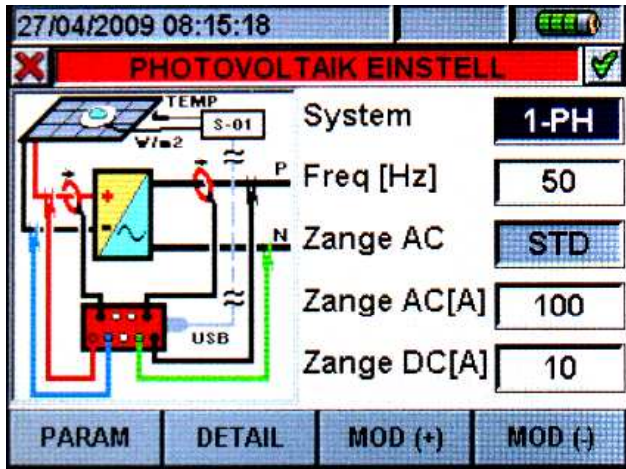 27/04/2009 08:15:18
PHOTOVOLTAIK EINSTELL
TEMP
S-01
W/m2
P
N
USB
System 1-PH
Freq [Hz] 50
Zange AC STD
Zange AC[A] 100
Zange DC[A] 10
PARAM DETAIL MOD (+) MOD (-)